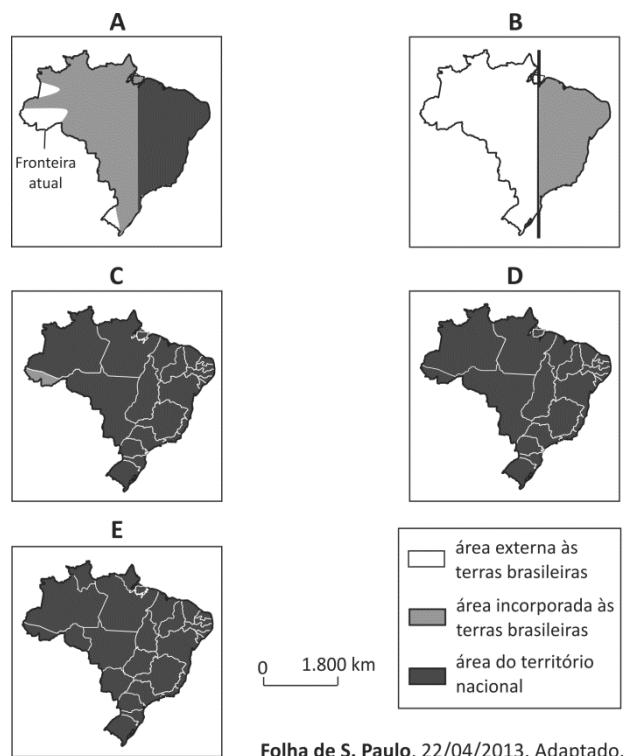 A
B
Fronteira
atual
C
D
E
área externa às
terras brasileiras
área incorporada às
terras brasileiras
área do território
nacional
0 1.800 km
Folha de S. Paulo, 22/04/2013. Adaptado.